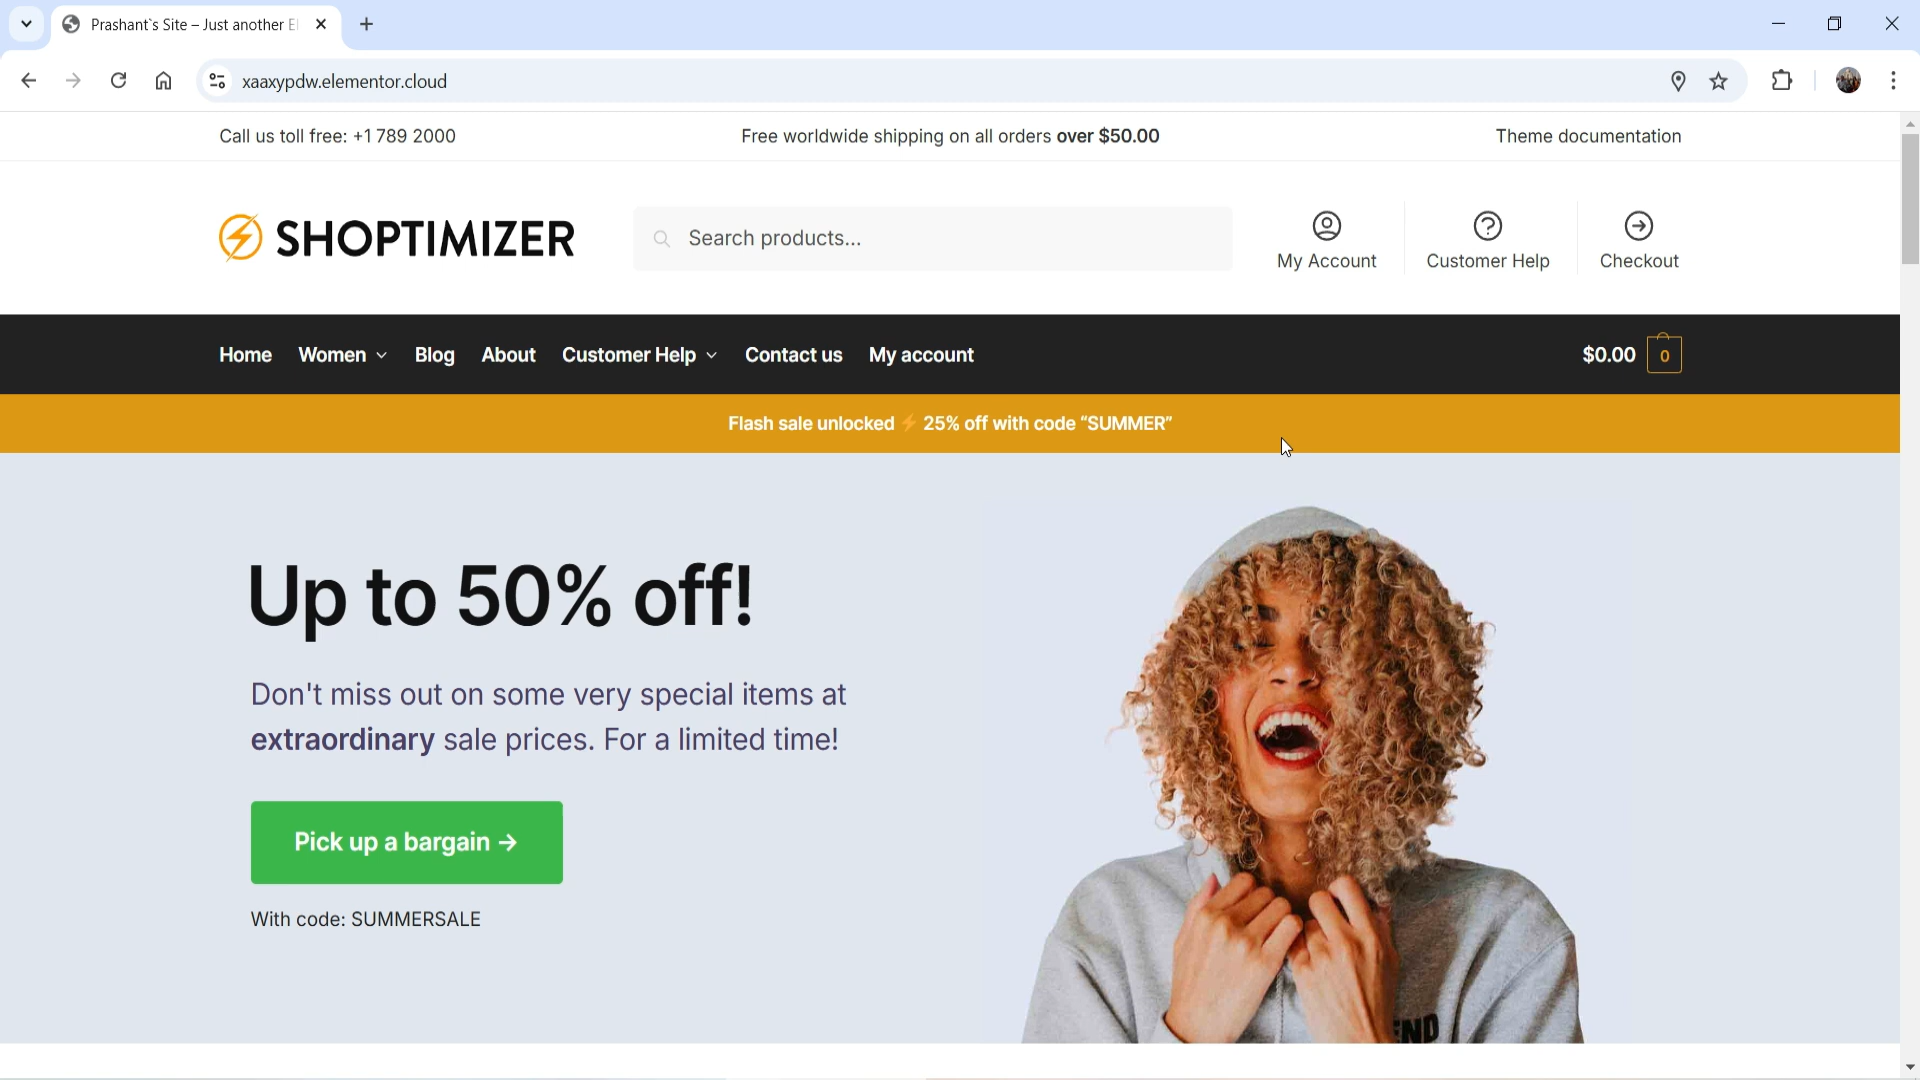 Prashant`s Site – Just another El
xaaxypdw.elementor.cloud
Call us toll free: +1 789 2000
Free worldwide shipping on all orders over $50.00
Theme documentation
SHOPTIMIZER
Search products...
My Account
Customer Help
Checkout
Home Women Blog About Customer Help Contact us My account
$0.00 0
Flash sale unlocked ⚡ 25% off with code “SUMMER”
Up to 50% off!
Don't miss out on some very special items at
extraordinary sale prices. For a limited time!
Pick up a bargain →
With code: SUMMERSALE
END